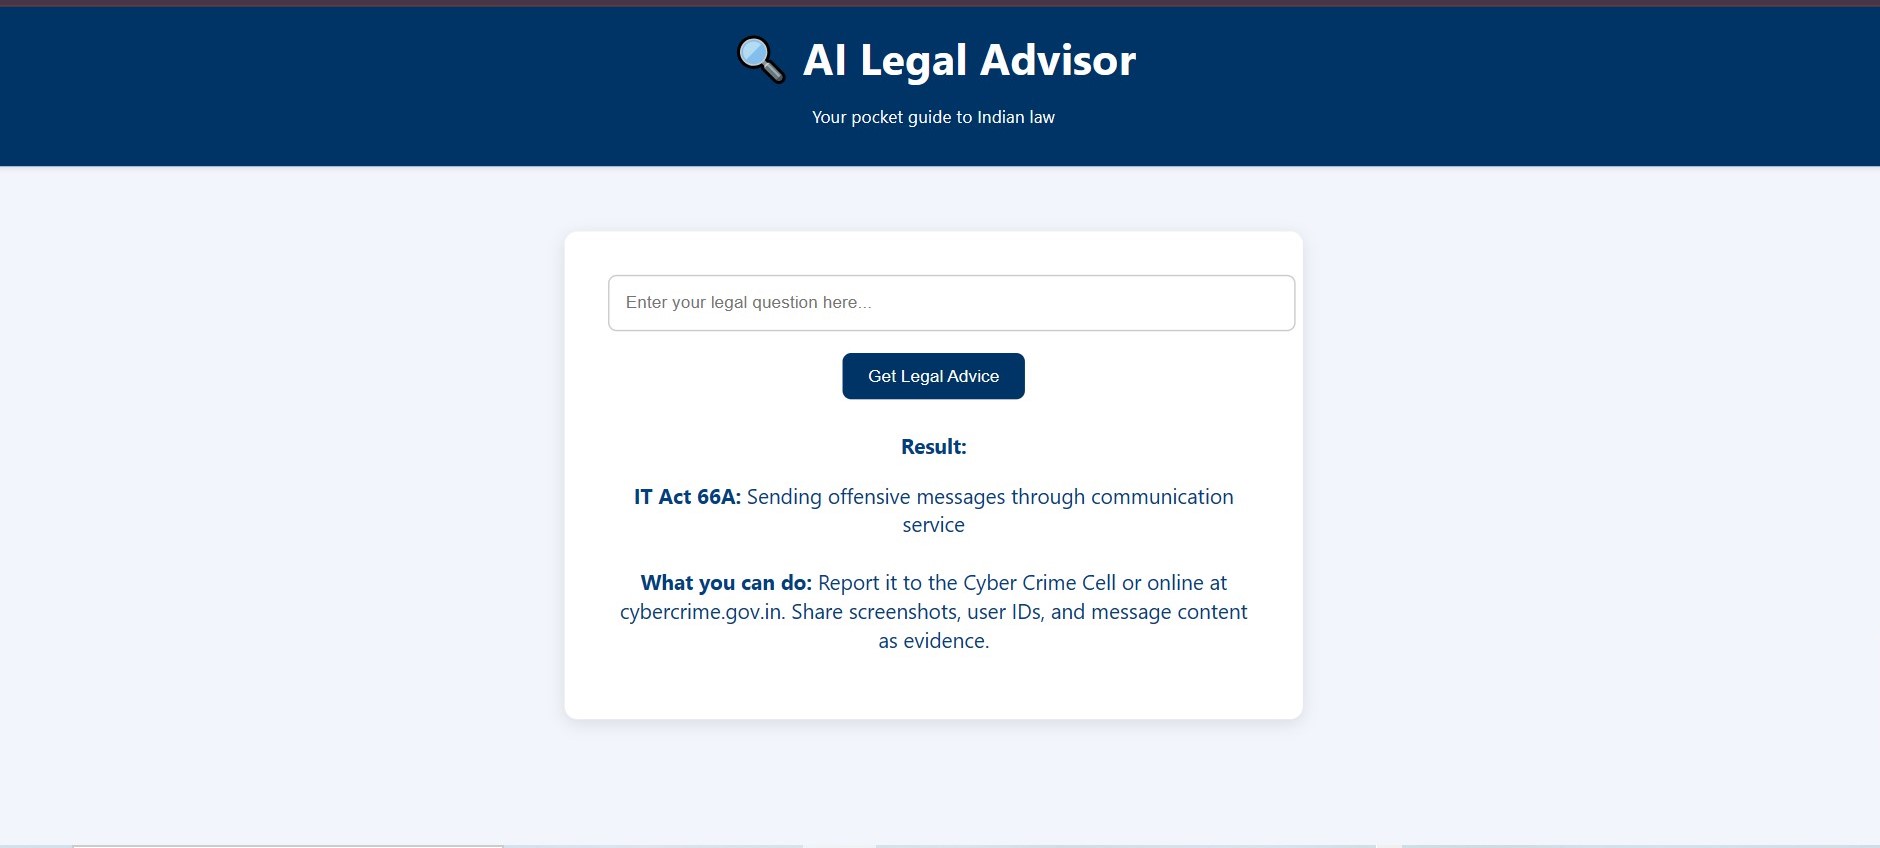 AI Legal Advisor
Your pocket guide to Indian law
Enter your legal question here...
Get Legal Advice
Result:
IT Act 66A: Sending offensive messages through communication
service
What you can do: Report it to the Cyber Crime Cell or online at
cybercrime.gov.in. Share screenshots, user IDs, and message content
as evidence.